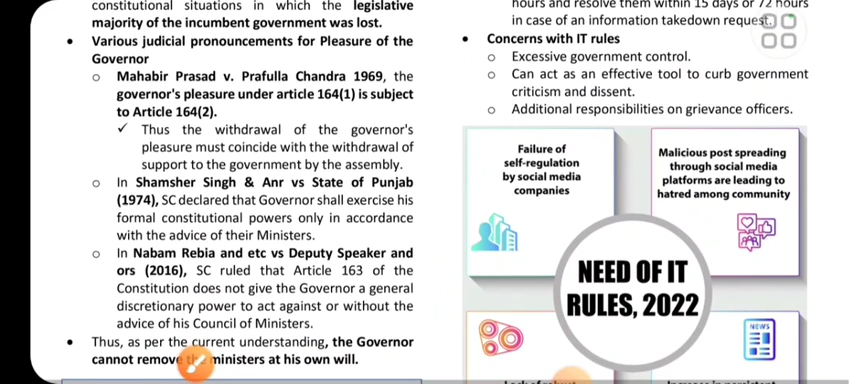 constitutional situations in which the legislative
majority of the incumbent government was lost.
• Various judicial pronouncements for Pleasure of the
Governor
o Mahabir Prasad v. Prafulla Chandra 1969, the
governor's pleasure under article 164(1) is subject
to Article 164(2).
✓ Thus the withdrawal of the governor's
pleasure must coincide with the withdrawal of
support to the government by the assembly.
o In Shamsher Singh & Anr vs State of Punjab
(1974), SC declared that Governor shall exercise his
formal constitutional powers only in accordance
with the advice of their Ministers.
o In Nabam Rebia and etc vs Deputy Speaker and
ors (2016), SC ruled that Article 163 of the
Constitution does not give the Governor a general
discretionary power to act against or without the
advice of his Council of Ministers.
• Thus, as per the current understanding, the Governor
cannot remove the ministers at his own will.
hours and resolve them within 15 days or 72 hours
in case of an information takedown request.
• Concerns with IT rules
o Excessive government control.
o Can act as an effective tool to curb government
criticism and dissent.
o Additional responsibilities on grievance officers.
Failure of
self-regulation
by social media
companies
Malicious post spreading
through social media
platforms are leading to
hatred among community
NEED OF IT
RULES, 2022
NEWS